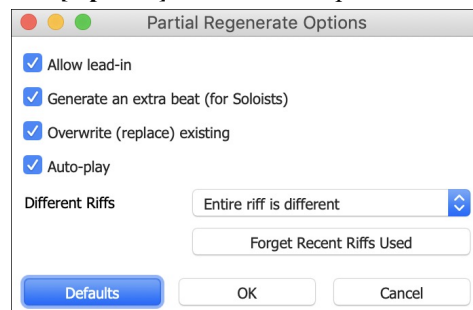 Partial Regenerate Options
Allow lead-in
Generate an extra beat (for Soloists)
Overwrite (replace) existing
Auto-play
Different Riffs Entire riff is different
Forget Recent Riffs Used
Defaults OK Cancel